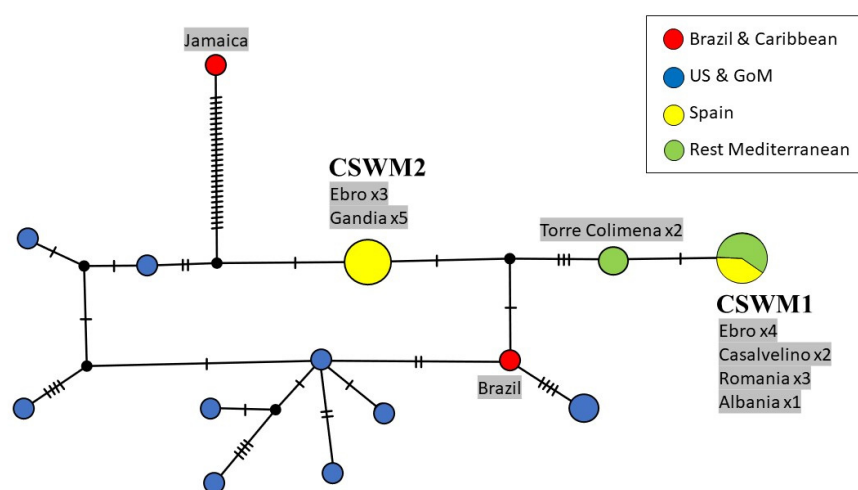 Jamaica
Brazil & Caribbean
US & GoM
Spain
Rest Mediterranean
CSWM2
Ebro x3
Gandia x5
Torre Colimena x2
CSWM1
Ebro x4
Casalvelino x2
Romania x3
Albania x1
Brazil